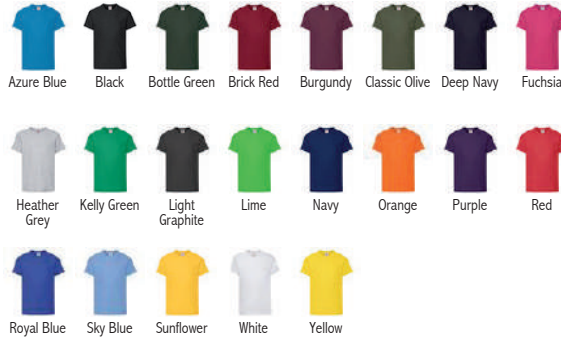 Azure Blue Black Bottle Green Brick Red Burgundy Classic Olive Deep Navy Fuchsia
Heather Grey Kelly Green Light Graphite Lime Navy Orange Purple Red
Royal Blue Sky Blue Sunflower White Yellow